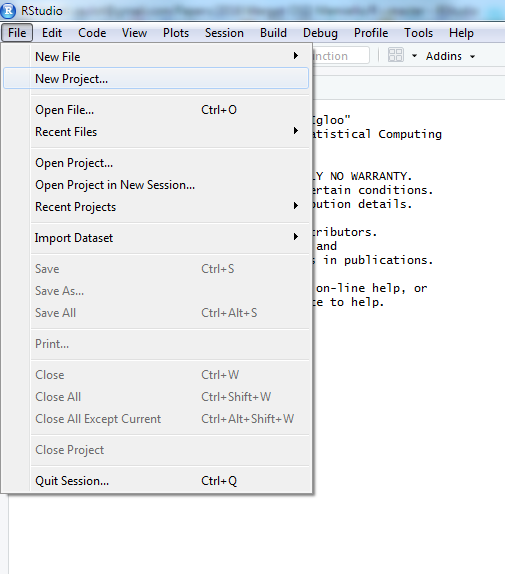 RStudio
File Edit Code View Plots Session Build Debug Profile Tools Help
nction Addins
New File
New Project...
Open File... Ctrl+O
Recent Files
Open Project...
Open Project in New Session...
Recent Projects
Import Dataset
Save Ctrl+S
Save As...
Save All Ctrl+Alt+S
Print...
Close Ctrl+W
Close All Ctrl+Shift+W
Close All Except Current Ctrl+Alt+Shift+W
Close Project
Quit Session... Ctrl+Q
Igloo"
atistical Computing
LY NO WARRANTY.
ertain conditions.
bution details.
tributors.
and
s in publications.
on-line help, or
ce to help.